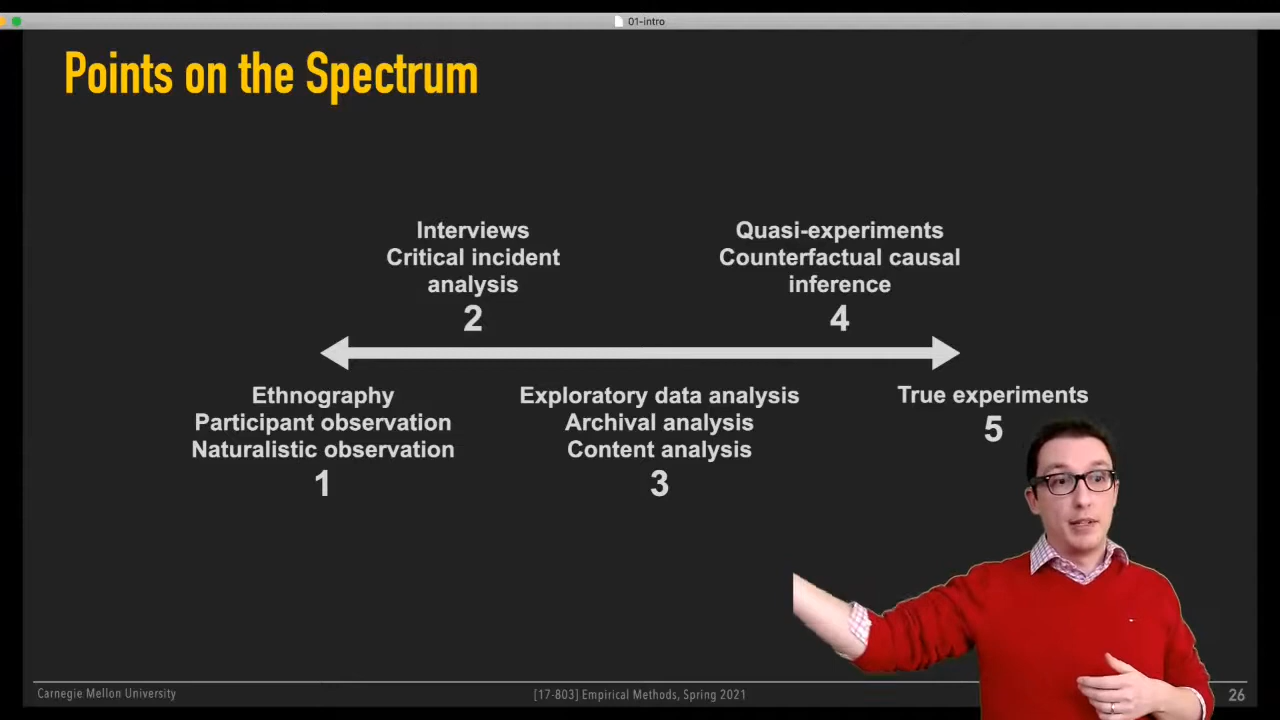 01-intro
Points on the Spectrum
Interviews
Critical incident
analysis
2
Quasi-experiments
Counterfactual causal
inference
4
Ethnography
Participant observation
Naturalistic observation
1
Exploratory data analysis
Archival analysis
Content analysis
3
True experiments
5
Carnegie Mellon University
[17-803] Empirical Methods, Spring 2021
26